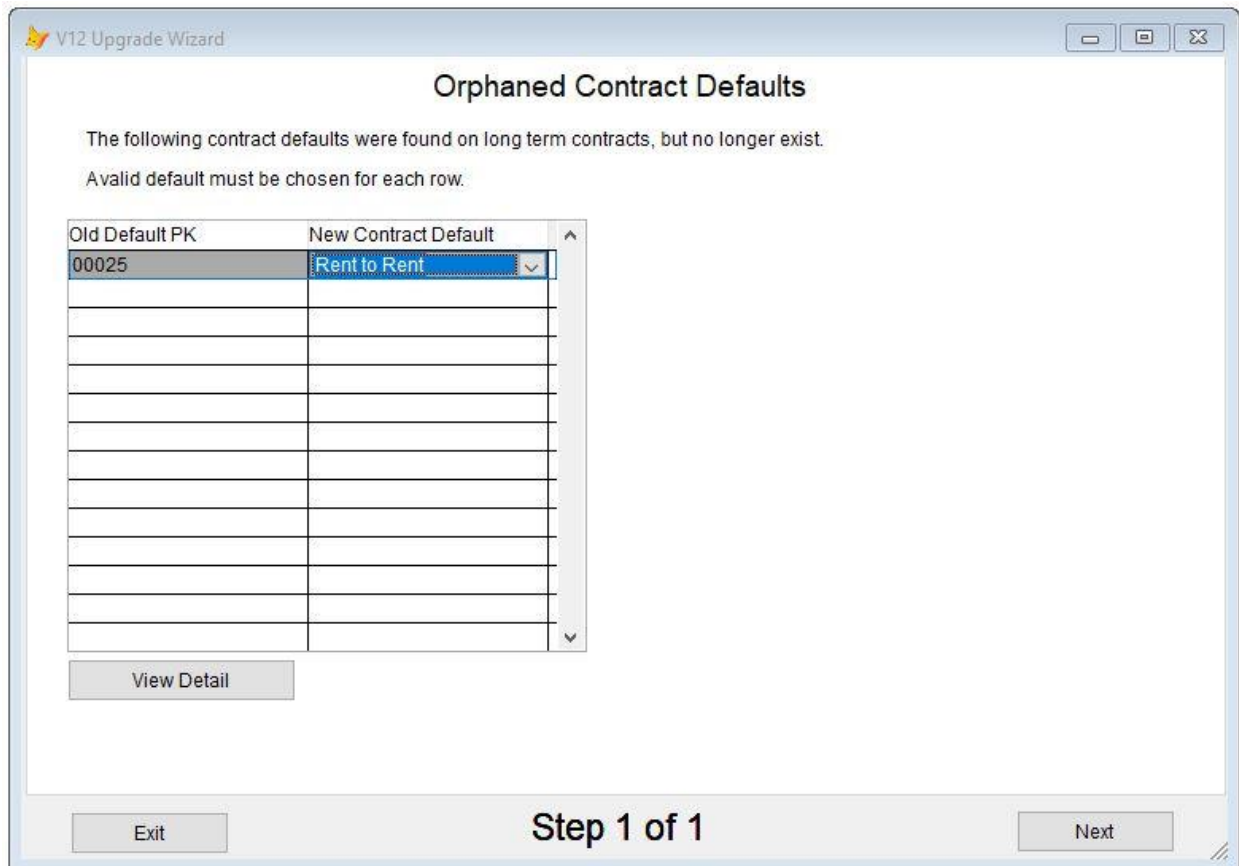 V12 Upgrade Wizard
Orphaned Contract Defaults
The following contract defaults were found on long term contracts, but no longer exist.
Avalid default must be chosen for each row.
Old Default PK New Contract Default
00025 Rent to Rent
View Detail
Exit Step 1 of 1 Next